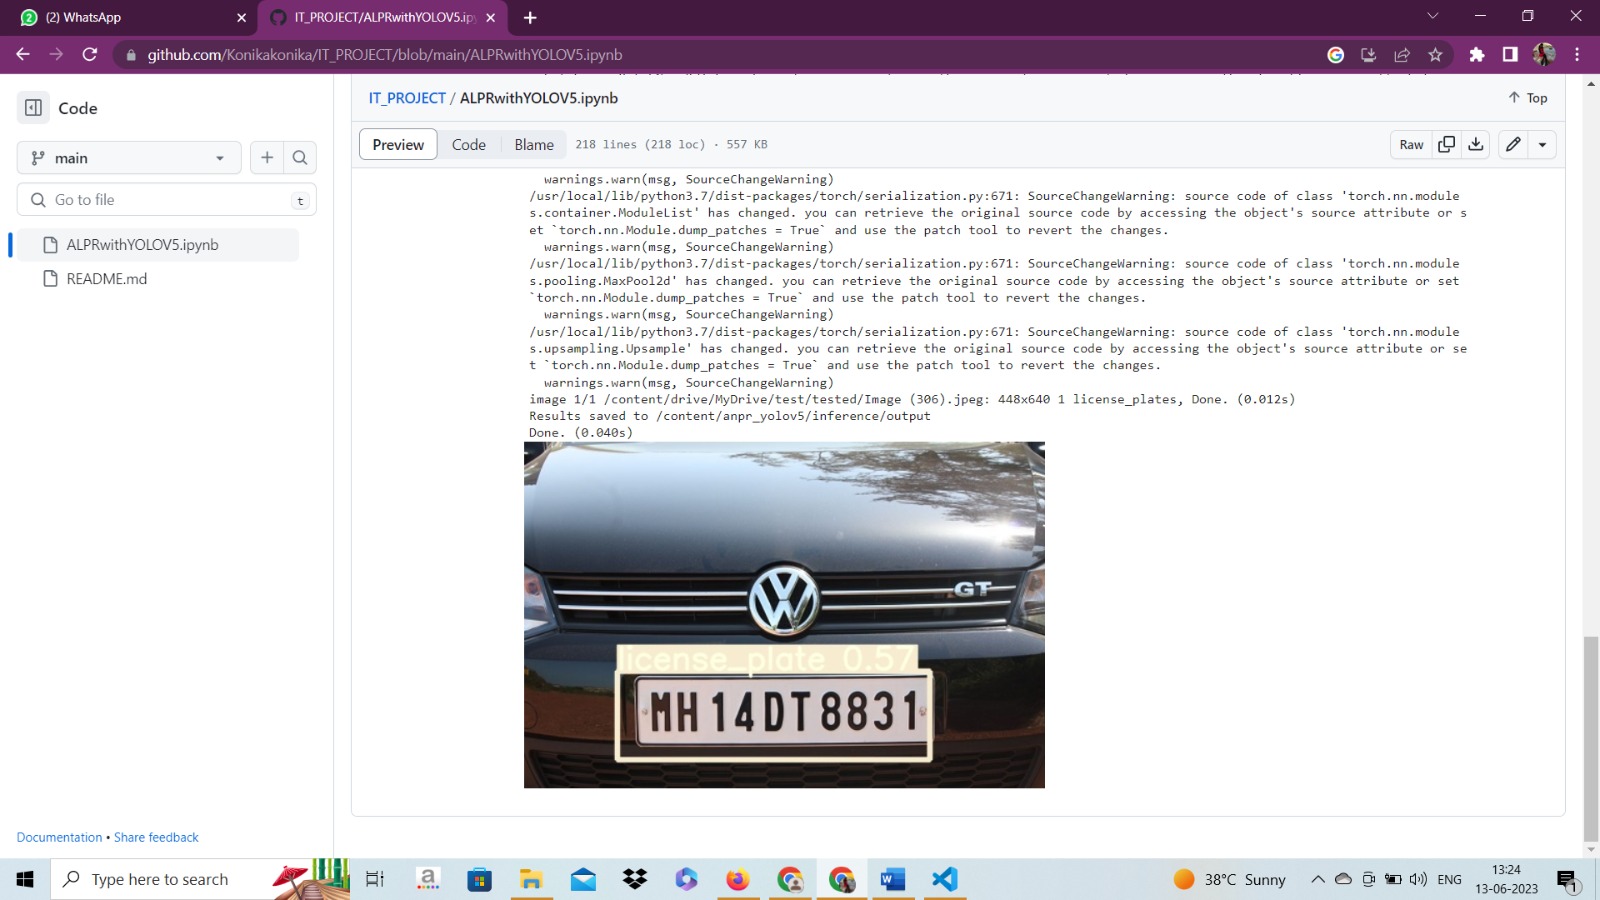 (2) WhatsApp
IT_PROJECT/ALPRwithYOLOV5.ip
github.com/Konikakonika/IT_PROJECT/blob/main/ALPRwithYOLOV5.ipynb
Code
IT_PROJECT / ALPRwithYOLOV5.ipynb
Top
main
Preview Code Blame 218 lines (218 loc) · 557 KB
Raw
Go to file t
ALPRwithYOLOV5.ipynb
README.md
warnings.warn(msg, SourceChangeWarning)
/usr/local/lib/python3.7/dist-packages/torch/serialization.py:671: SourceChangeWarning: source code of class 'torch.nn.module
s.container.ModuleList' has changed. you can retrieve the original source code by accessing the object's source attribute or s
et `torch.nn.Module.dump_patches = True` and use the patch tool to revert the changes.
warnings.warn(msg, SourceChangeWarning)
/usr/local/lib/python3.7/dist-packages/torch/serialization.py:671: SourceChangeWarning: source code of class 'torch.nn.module
s.pooling.MaxPool2d' has changed. you can retrieve the original source code by accessing the object's source attribute or set
`torch.nn.Module.dump_patches = True` and use the patch tool to revert the changes.
warnings.warn(msg, SourceChangeWarning)
/usr/local/lib/python3.7/dist-packages/torch/serialization.py:671: SourceChangeWarning: source code of class 'torch.nn.module
s.upsampling.Upsample' has changed. you can retrieve the original source code by accessing the object's source attribute or se
t `torch.nn.Module.dump_patches = True` and use the patch tool to revert the changes.
warnings.warn(msg, SourceChangeWarning)
image 1/1 /content/drive/MyDrive/test/tested/Image (306).jpeg: 448x640 1 license_plates, Done. (0.012s)
Results saved to /content/anpr_yolov5/inference/output
Done. (0.040s)
GT
license_plate 0.57
MH 14 DT 8831
Documentation • Share feedback
Type here to search
38°C Sunny
ENG
13:24
13-06-2023
1